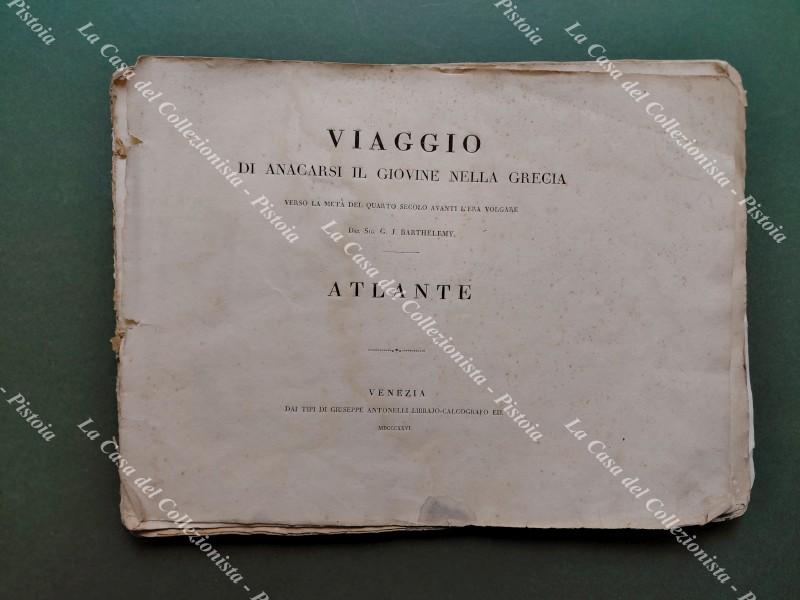 VIAGGIO
DI ANACARSI IL GIOVINE NELLA GRECIA
VERSO LA METÀ DEL QUARTO SECOLO AVANTI L'ERA VOLGARE
DEL SIG. G. J. BARTHELEMY.
ATLANTE
VENEZIA
DAI TIPI DI GIUSEPPE ANTONELLI LIBRAJO-CALCOGRAFO ED.
MDCCCXXVI
La Casa del Collezionista - Pistoia
La Casa del Collezionista - Pistoia
La Casa del Collezionista - Pistoia
La Casa del Collezionista - Pistoia
La Casa del Collezionista - Pistoia
La Casa del Collezionista - Pistoia
Pistoia
Pistoia